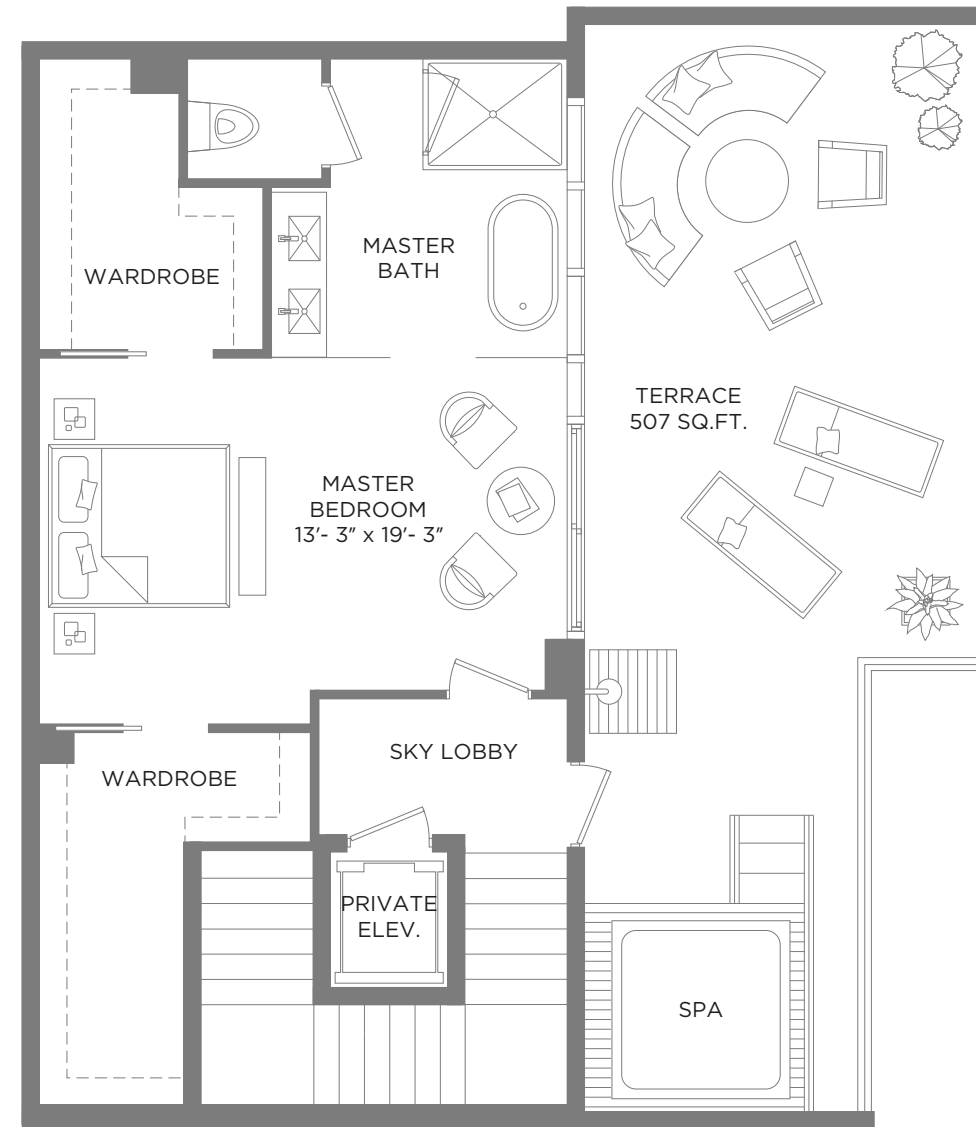 MASTER
BATH
WARDROBE
TERRACE
507 SQ.FT.
MASTER
BEDROOM
13'- 3" x 19'- 3"
SKY LOBBY
WARDROBE
PRIVATE
ELEV.
SPA